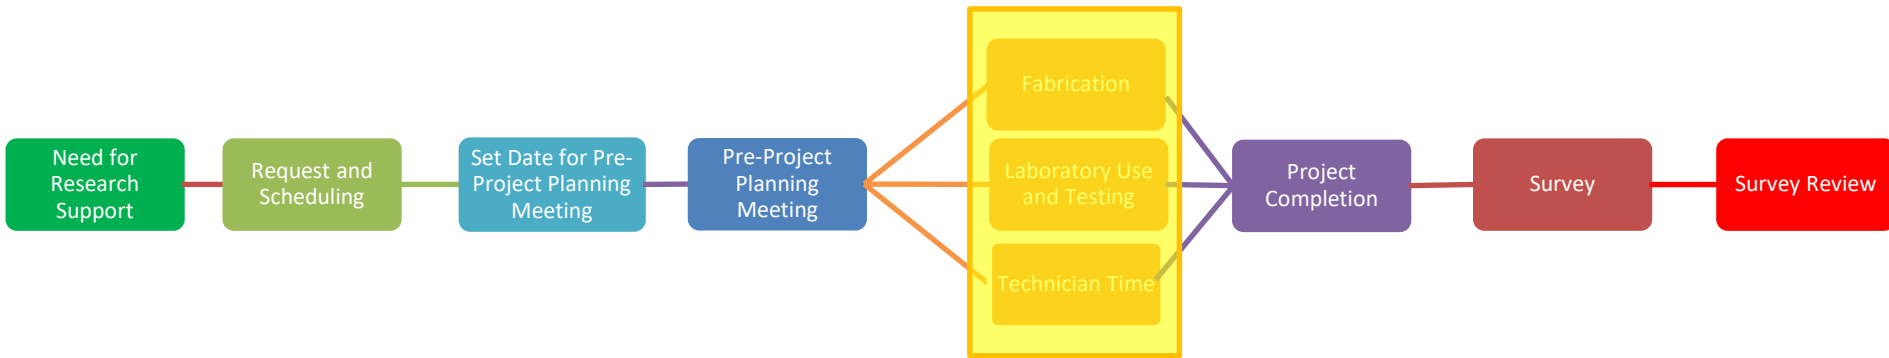 Need for
Research
Support
Request and
Scheduling
Set Date for Pre-
Project Planning
Meeting
Pre-Project
Planning
Meeting
Fabrication
Laboratory Use
and Testing
Technician Time
Project
Completion
Survey
Survey Review